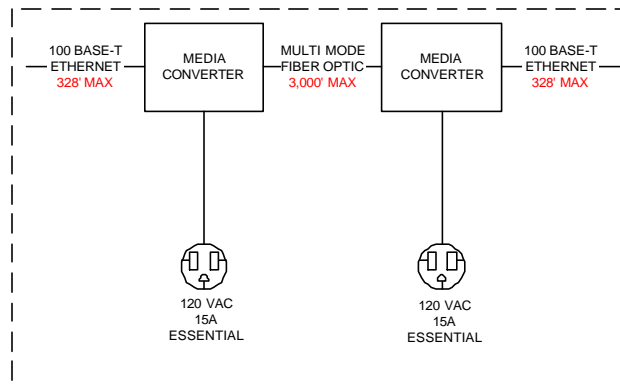 100 BASE-T
ETHERNET
328' MAX
MEDIA
CONVERTER
MULTI MODE
FIBER OPTIC
3,000' MAX
MEDIA
CONVERTER
100 BASE-T
ETHERNET
328' MAX
120 VAC
15A
ESSENTIAL
120 VAC
15A
ESSENTIAL